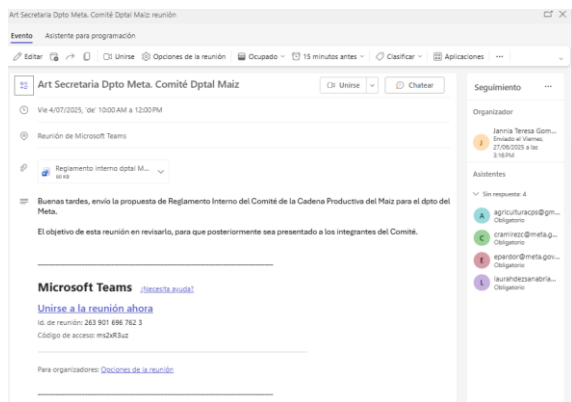 Art Secretaria Dpto Meta. Comité Dptal Maiz: reunión
Evento Asistente para programación
Editar Unirse Opciones de la reunión Ocupado 15 minutos antes Clasificar Aplicaciones ...
Art Secretaria Dpto Meta. Comité Dptal Maiz
Unirse Chatear
Vie 4/07/2025, 'de' 10:00 AM a 12:00 PM
Reunión de Microsoft Teams
Reglamento interno dptal M...
60 KB
Buenas tardes, envío la propuesta de Reglamento Interno del Comité de la Cadena Productiva del Maíz para el dpto del
Meta.
El objetivo de esta reunión en revisarlo, para que posteriormente sea presentado a los integrantes del Comité.
Microsoft Teams ¿Necesita ayuda?
Unirse a la reunión ahora
Id. de reunión: 263 901 696 762 3
Código de acceso: ms2xR3uz
Para organizadores: Opciones de la reunión
Seguimiento ...
Organizador
J
Jannia Teresa Gom...
Enviado el Viernes,
27/06/2025 a las
3:16 PM
Asistentes
Sin respuesta: 4
A
agriculturacps@gm...
Obligatorio
C
cramirezc@meta.g...
Obligatorio
E
epardor@meta.gov...
Obligatorio
L
laurahdezsanabria...
Obligatorio